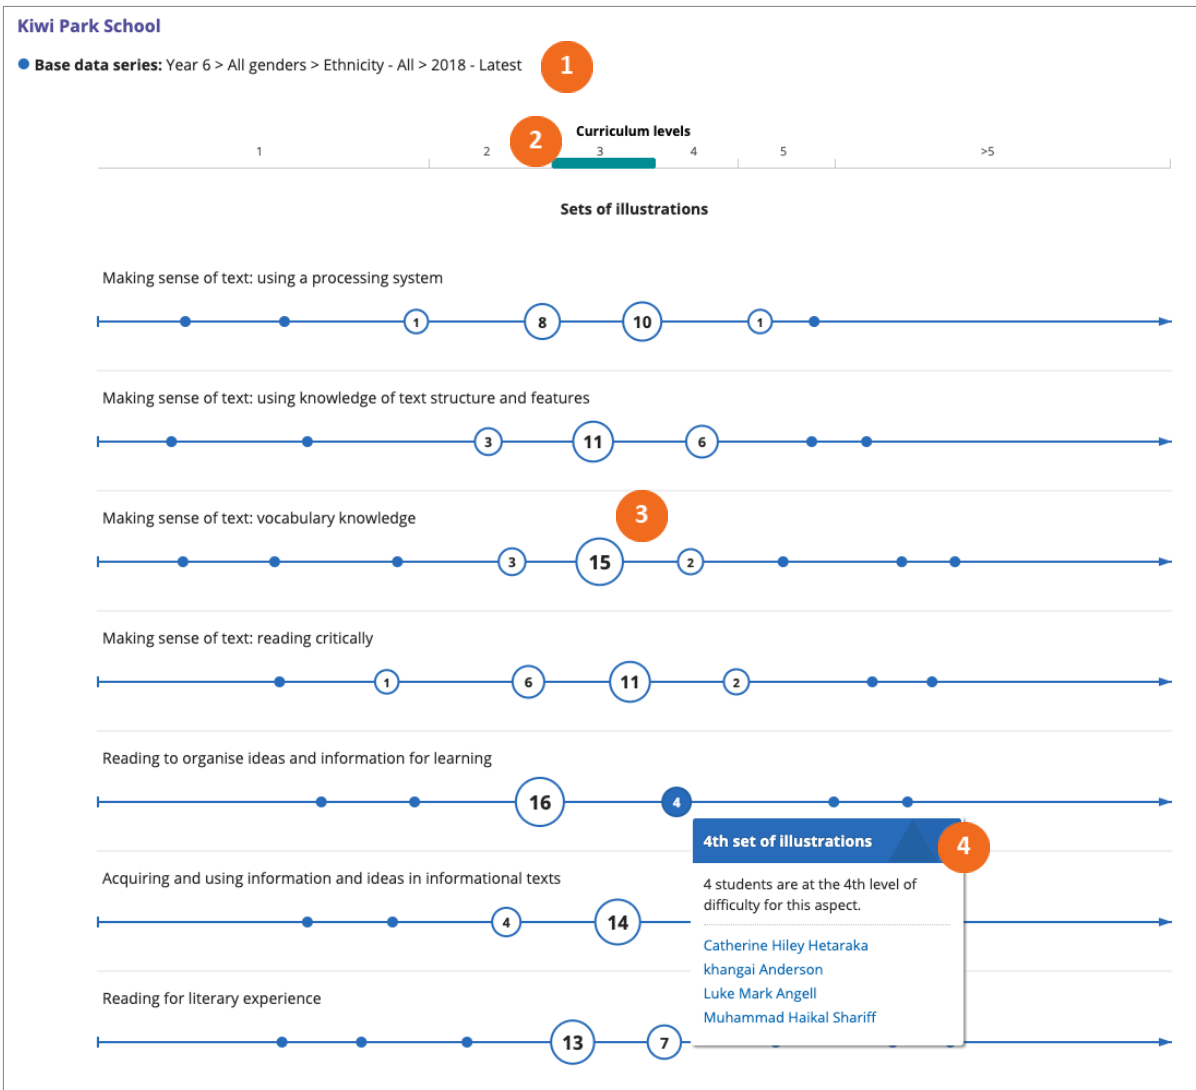 Kiwi Park School
Base data series: Year 6 > All genders > Ethnicity - All > 2018 - Latest
1
2
Curriculum levels
1 2 3 4 5 >5
Sets of illustrations
Making sense of text: using a processing system
1 8 10 1
Making sense of text: using knowledge of text structure and features
3 11 6
Making sense of text: vocabulary knowledge
3
3 15 2
Making sense of text: reading critically
1 6 11 2
Reading to organise ideas and information for learning
16 4
4th set of illustrations
4
4 students are at the 4th level of
difficulty for this aspect.
Catherine Hiley Hetaraka
khangai Anderson
Luke Mark Angell
Muhammad Haikal Shariff
Acquiring and using information and ideas in informational texts
4 14
Reading for literary experience
13 7